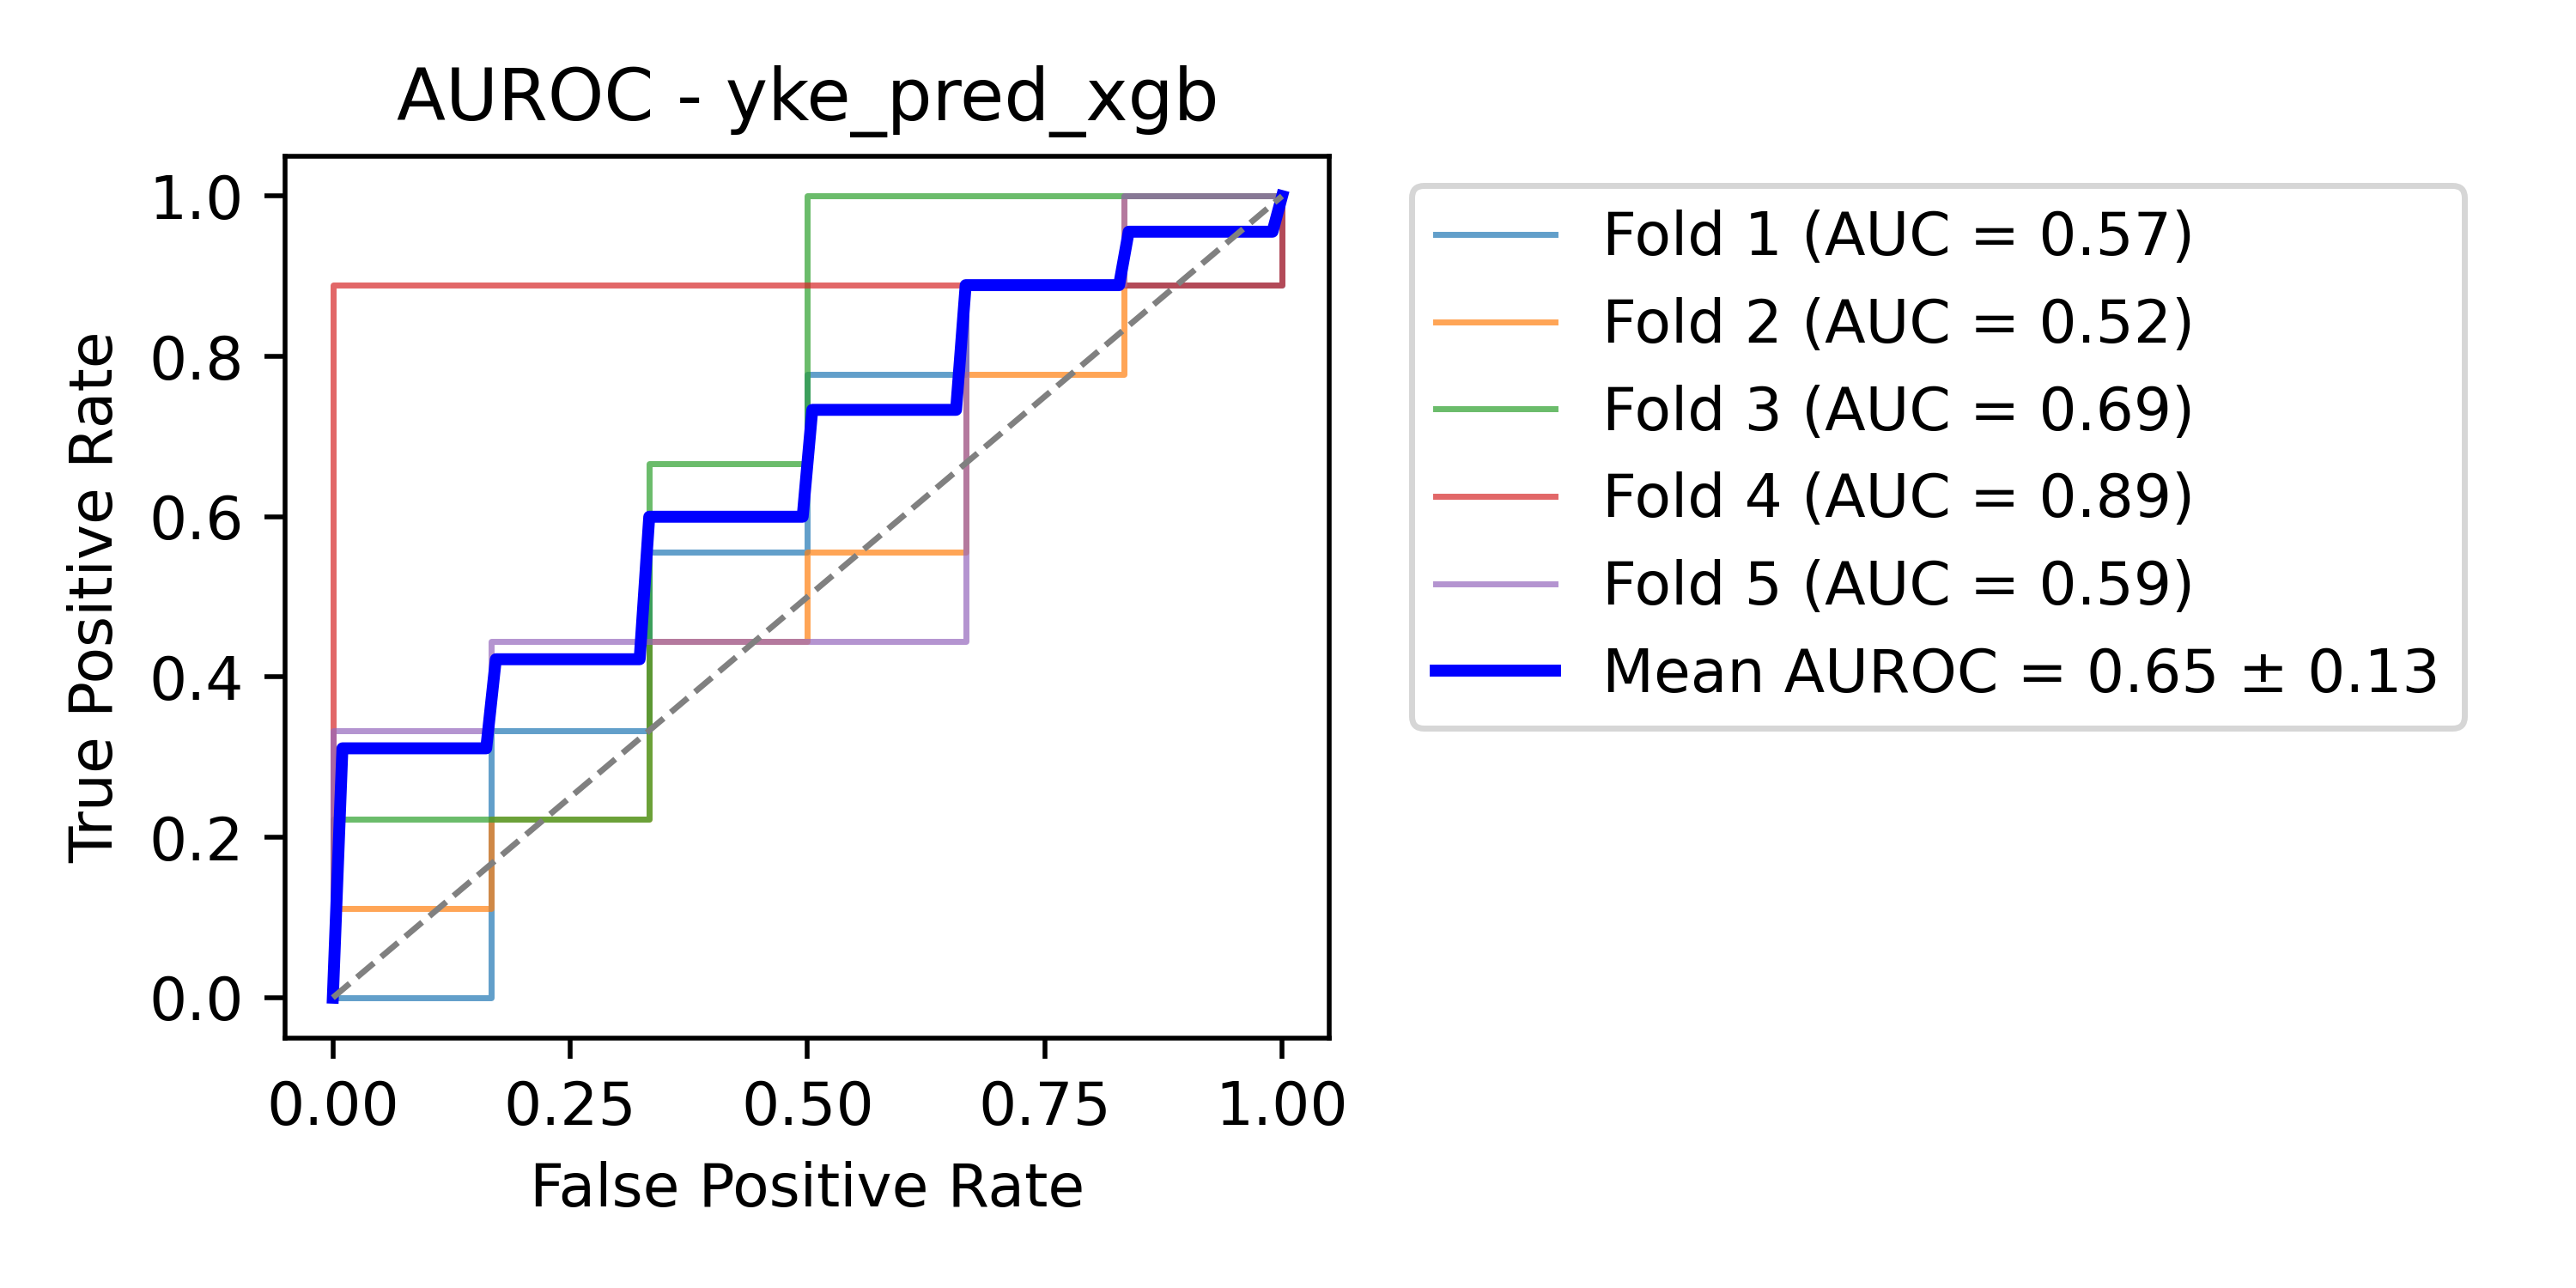 AUROC - yke_pred_xgb
True Positive Rate
1.0
0.8
0.6
0.4
0.2
0.0
0.00 0.25 0.50 0.75 1.00
False Positive Rate
Fold 1 (AUC = 0.57)
Fold 2 (AUC = 0.52)
Fold 3 (AUC = 0.69)
Fold 4 (AUC = 0.89)
Fold 5 (AUC = 0.59)
Mean AUROC = 0.65 ± 0.13